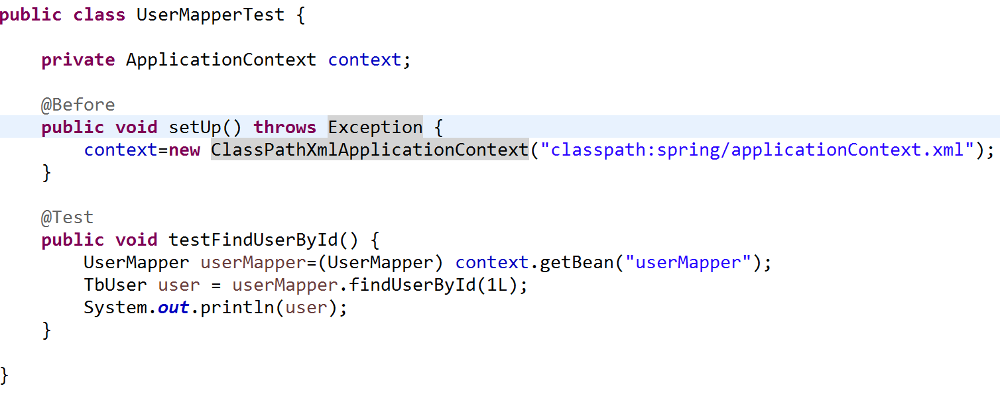 public class UserMapperTest {
private ApplicationContext context;
@Before
public void setUp() throws Exception {
context=new ClassPathXmlApplicationContext("classpath:spring/applicationContext.xml");
}
@Test
public void testFindUserById() {
UserMapper userMapper=(UserMapper) context.getBean("userMapper");
TbUser user = userMapper.findUserById(1L);
System.out.println(user);
}
}